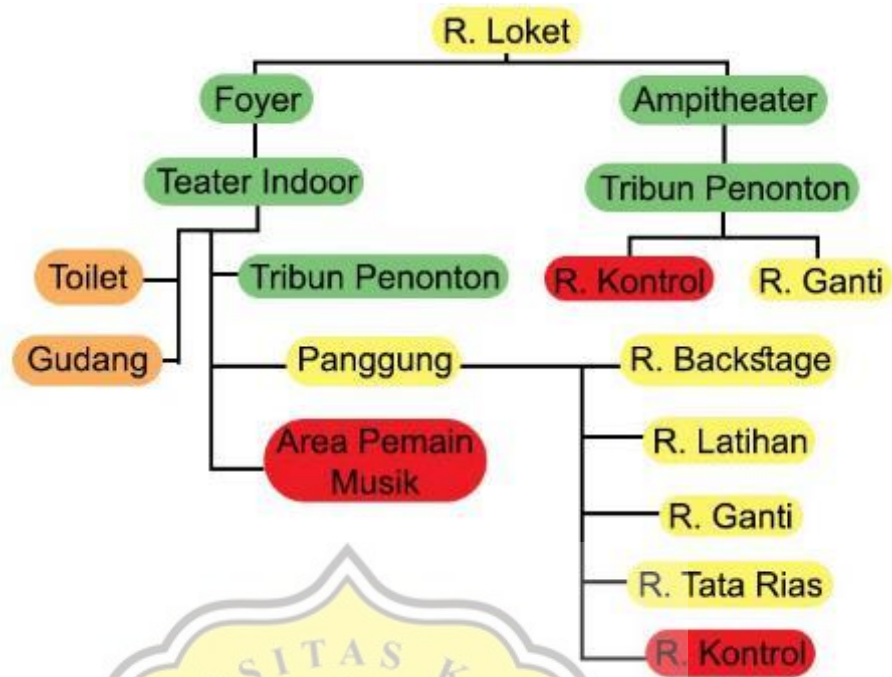 R. Loket
Foyer
Ampitheater
Teater Indoor
Tribun Penonton
Toilet
Tribun Penonton
R. Kontrol
R. Ganti
Gudang
Panggung
R. Backstage
Area Pemain
Musik
R. Latihan
R. Ganti
R. Tata Rias
R. Kontrol
SITAS K